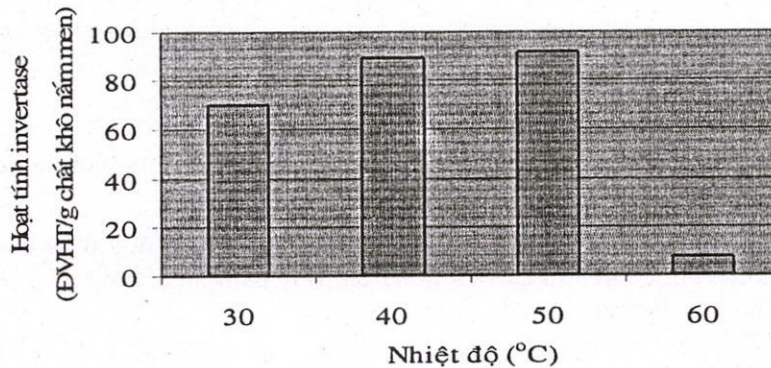 Hoạt tính invertase
(ĐVHT/g chất khô nấm men)
100
80
60
40
20
0
30 40 50 60
Nhiệt độ (°C)